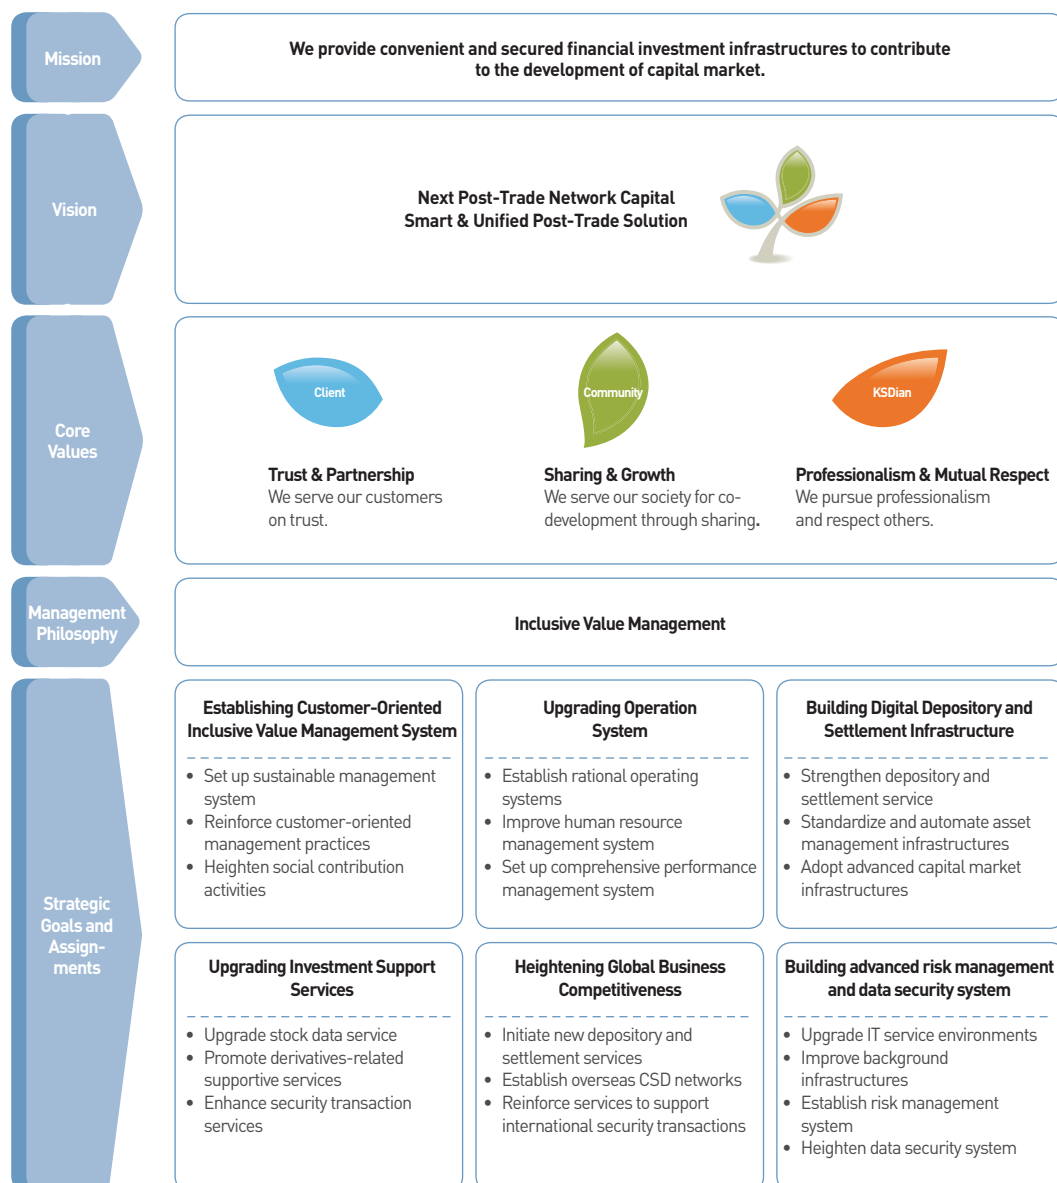 Mission
We provide convenient and secured financial investment infrastructures to contribute
to the development of capital market.
Vision
Next Post-Trade Network Capital
Smart & Unified Post-Trade Solution
Core
Values
Client
Community
KSDian
Trust & Partnership
We serve our customers
on trust.
Sharing & Growth
We serve our society for co-
development through sharing.
Professionalism & Mutual Respect
We pursue professionalism
and respect others.
Management
Philosophy
Inclusive Value Management
Strategic
Goals and
Assign-
ments
Establishing Customer-Oriented
Inclusive Value Management System
• Set up sustainable management
system
• Reinforce customer-oriented
management practices
• Heighten social contribution
activities
Upgrading Operation
System
• Establish rational operating
systems
• Improve human resource
management system
• Set up comprehensive performance
management system
Building Digital Depository and
Settlement Infrastructure
• Strengthen depository and
settlement service
• Standardize and automate asset
management infrastructures
• Adopt advanced capital market
infrastructures
Upgrading Investment Support
Services
• Upgrade stock data service
• Promote derivatives-related
supportive services
• Enhance security transaction
services
Heightening Global Business
Competitiveness
• Initiate new depository and
settlement services
• Establish overseas CSD networks
• Reinforce services to support
international security transactions
Building advanced risk management
and data security system
• Upgrade IT service environments
• Improve background
infrastructures
• Establish risk management
system
• Heighten data security system